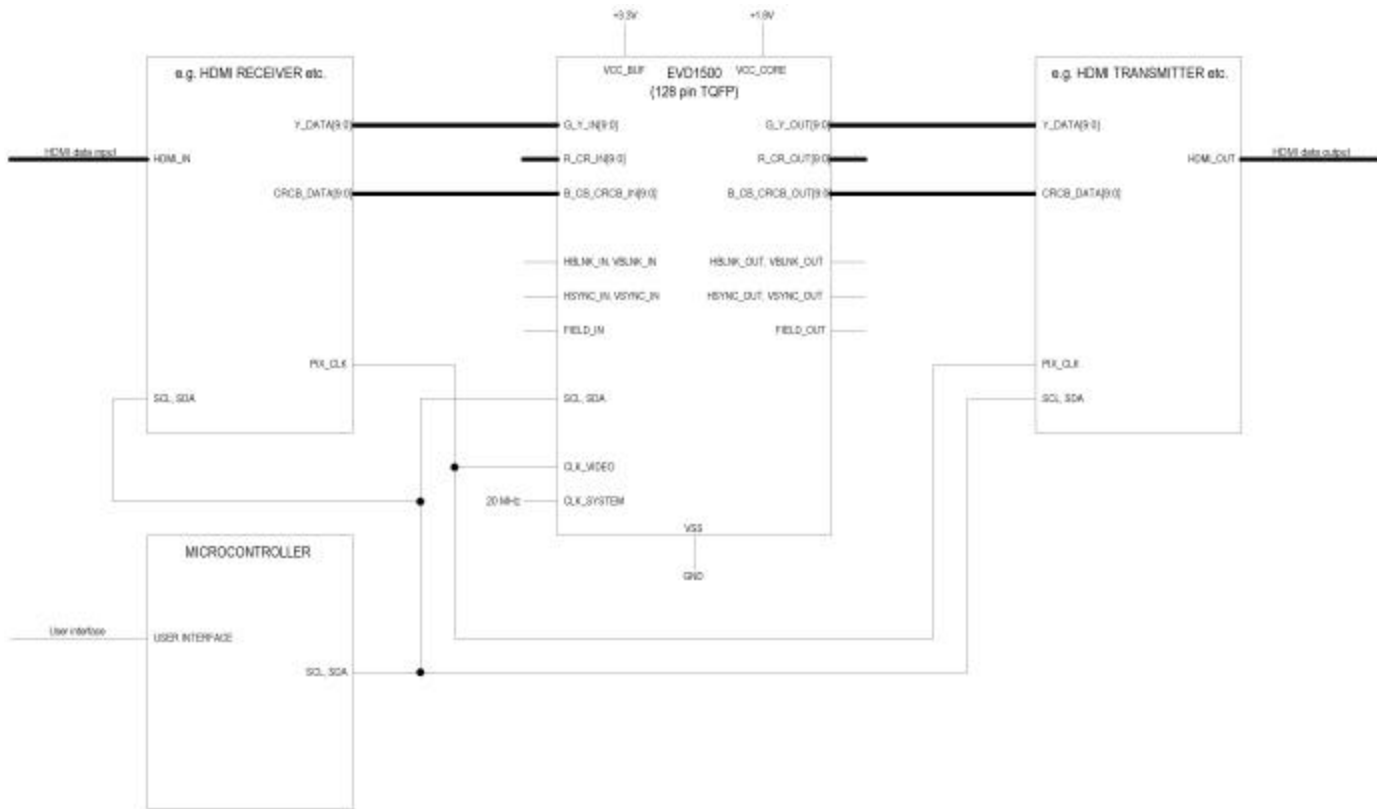 +3.3V +1.8V
e.g. HDMI RECEIVER etc. VCC_BUF EVD1500 VCC_CORE e.g. HDMI TRANSMITTER etc.
(128 pin TQFP)
Y_DATA[9:0] G_Y_IN[9:0] G_Y_OUT[9:0] Y_DATA[9:0]
HDMI data input HDMI_IN R_CR_IN[9:0] R_CR_OUT[9:0] HDMI_OUT HDMI data output
CRCB_DATA[9:0] B_CB_CRCB_IN[9:0] B_CB_CRCB_OUT[9:0] CRCB_DATA[9:0]
HBLNK_IN, VBLNK_IN HBLNK_OUT, VBLNK_OUT
HSYNC_IN, VSYNC_IN HSYNC_OUT, VSYNC_OUT
FIELD_IN FIELD_OUT
PIX_CLK PIX_CLK
SCL, SDA SCL, SDA SCL, SDA
CLK_VIDEO
20 MHz CLK_SYSTEM
VSS
MICROCONTROLLER
GND
User interface USER INTERFACE
SCL, SDA